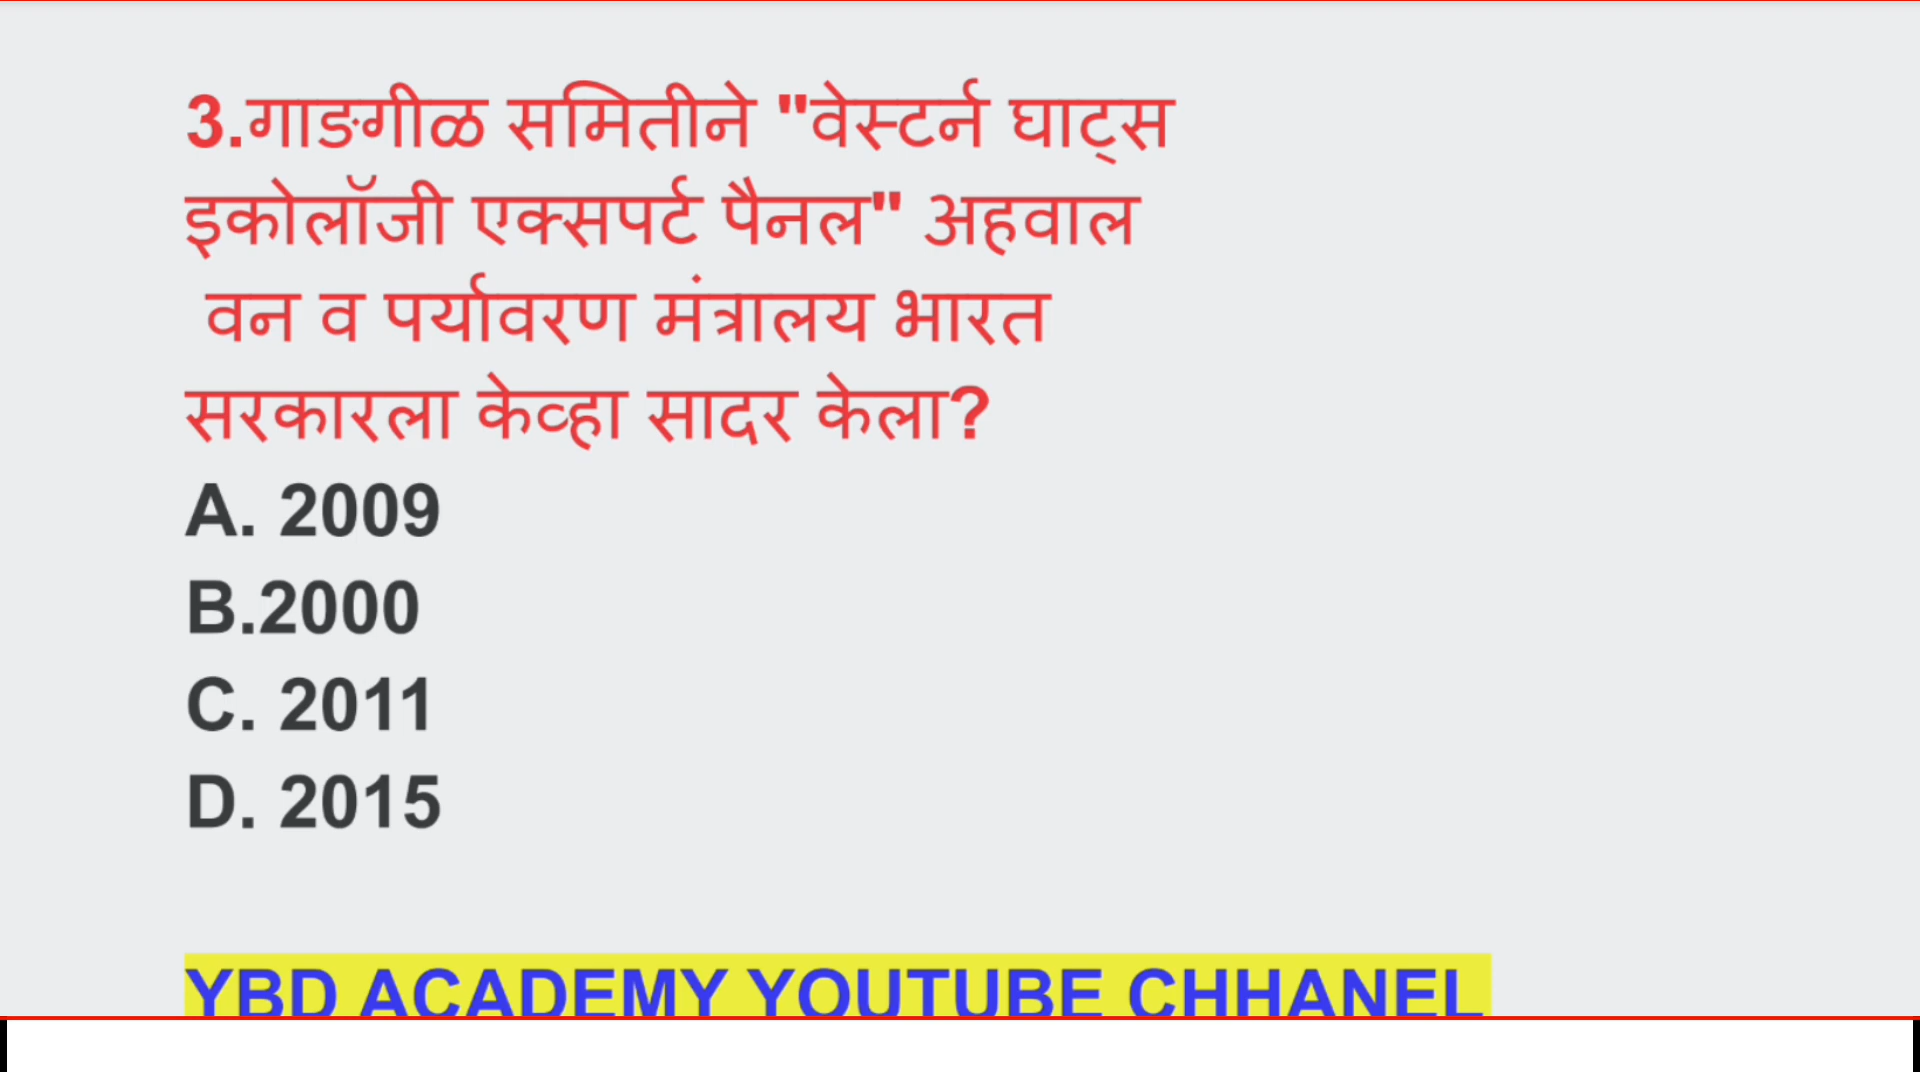 3.गाङगीळ समितीने "वेस्टर्न घाट्स
इकोलॉजी एक्सपर्ट पैनल" अहवाल
वन व पर्यावरण मंत्रालय भारत
सरकारला केव्हा सादर केला?
A. 2009
B.2000
C. 2011
D. 2015
YBD ACADEMY YOUTUBE CHHANEL